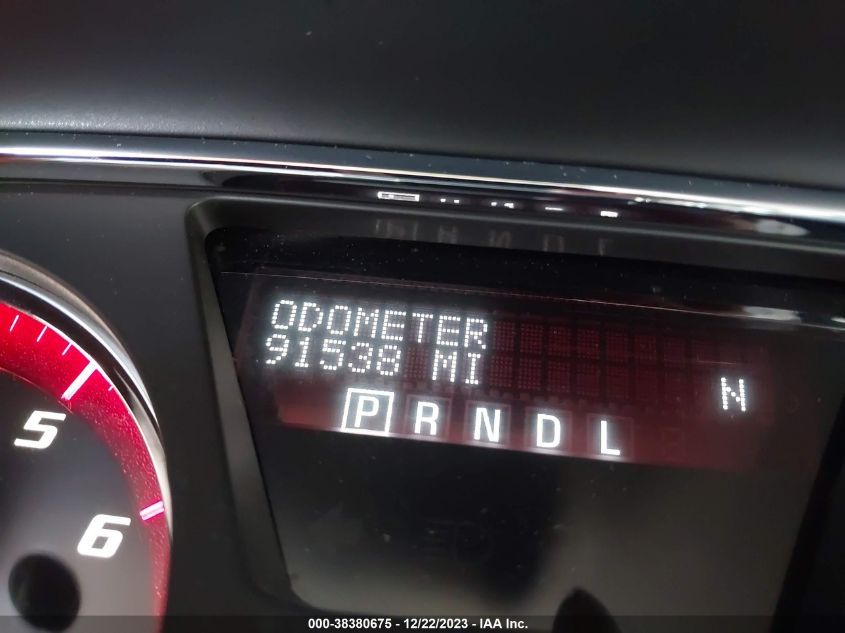 ODOMETER
91538 MI
N
P R N D L
5
6
000-38380675 - 12/22/2023 - IAA Inc.